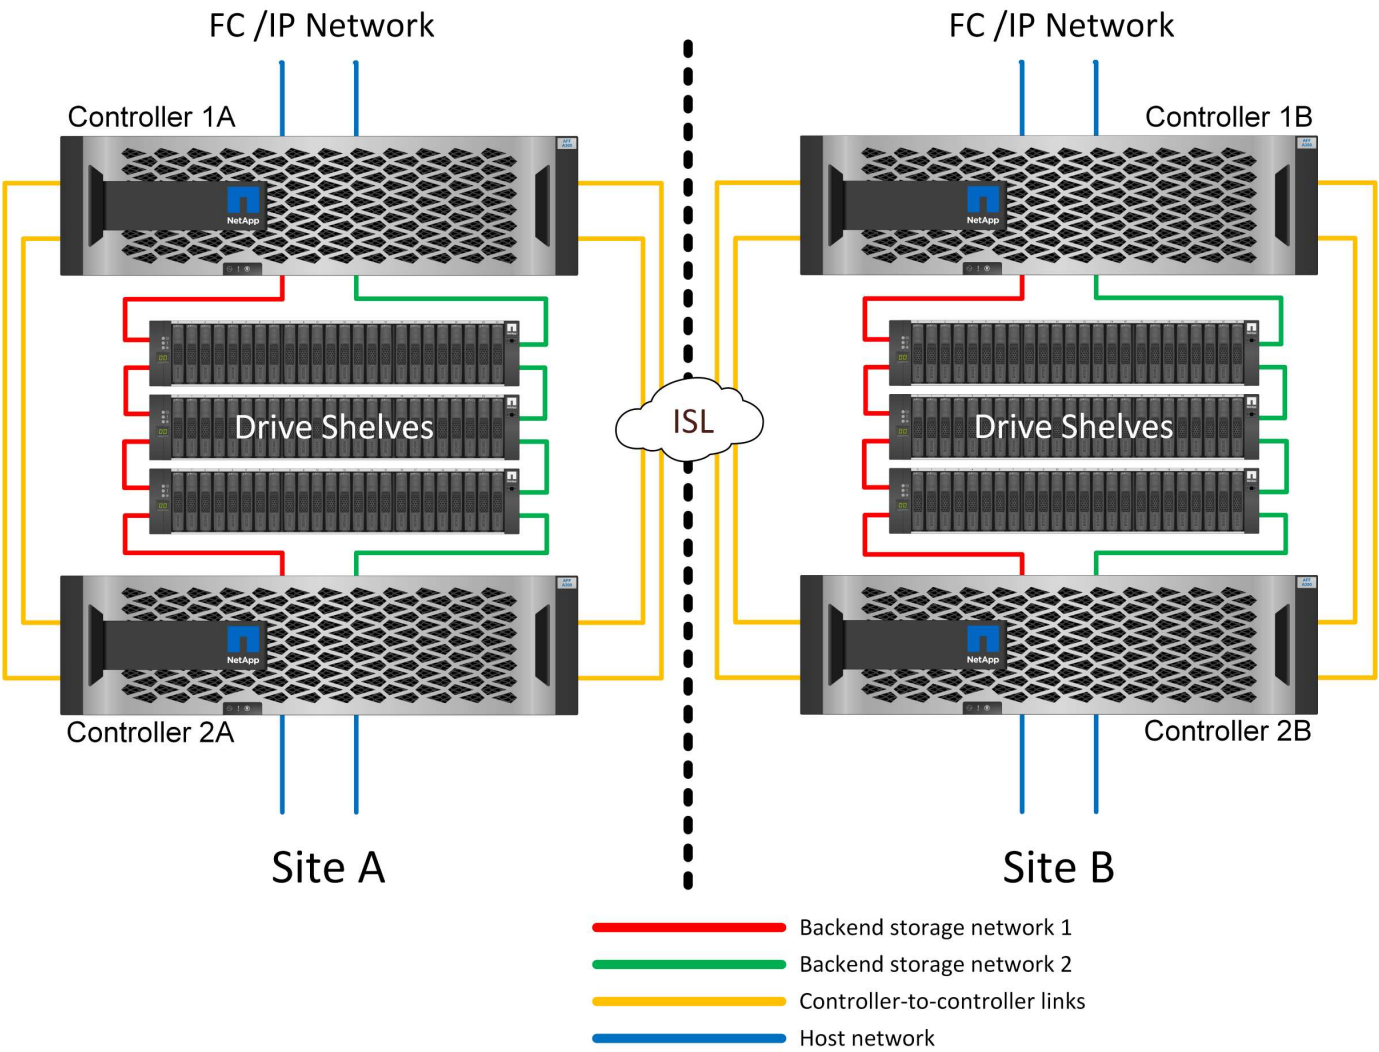 FC /IP Network
FC /IP Network
Controller 1A
Controller 1B
NetApp
NetApp
Drive Shelves
Drive Shelves
ISL
NetApp
NetApp
Controller 2A
Controller 2B
Site A
Site B
Backend storage network 1
Backend storage network 2
Controller-to-controller links
Host network